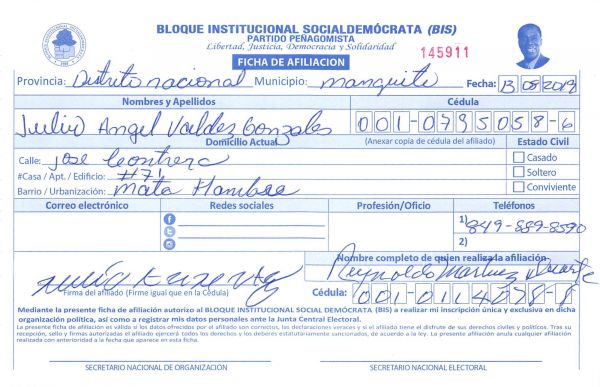 BLOQUE INSTITUCIONAL SOCIALDEMÓCRATA (BIS)
PARTIDO PEÑAGOMISTA
Libertad, Justicia, Democracia y Solidaridad
FICHA DE AFILIACION
145911
Provincia: Distrito nacional Municipio: Fecha: 13 08 2019
Nombres y Apellidos Cédula
Julio Angel Valdez Gonzales 001-0795058-6
Domicilio Actual (Anexar copia de cédula del afiliado) Estado Civil
Calle: Jose Contrera Casado
#Casa / Apt. / Edificio: #71 Soltero
Barrio / Urbanización: Mata Hambre Conviviente
Correo electrónico Redes sociales Profesión/Oficio Teléfonos
1) 849-889-8590
2)
Nombre completo de quien realiza la afiliación
Reynoldo Martinez Duarte
Firma del afiliado (Firme igual que en la Cédula) Cédula: 001-0114078-8
Mediante la presente ficha de afiliación autorizo al BLOQUE INSTITUCIONAL SOCIAL DEMÓCRATA (BIS) a realizar mi inscripción única y exclusiva en dicha
organización política, así como a registrar mis datos personales ante la Junta Central Electoral.
La presente ficha de afiliación es válida si los datos ofrecidos por el afiliado son correctos, las declaraciones veraces y si el afiliado tiene el disfrute de sus derechos civiles y políticos. Tras su
recepción, sello y firmas autorizadas el afiliado ejercerá todos los derechos y los deberes estatutariamente sancionados, de acuerdo a la ley. La presente afiliación anula cualquier afiliación
realizada con anterioridad a la fecha que aparece en esta ficha.
SECRETARIO NACIONAL DE ORGANIZACIÓN SECRETARIO NACIONAL ELECTORAL